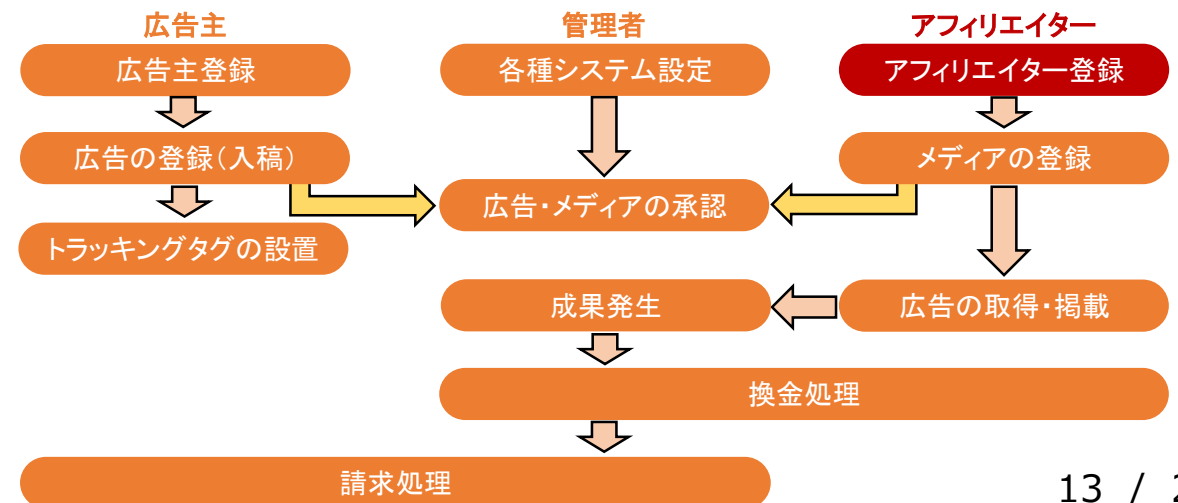 広告主
管理者
アフィリエイター
広告主登録
各種システム設定
アフィリエイター登録
広告の登録(入稿)
メディアの登録
広告・メディアの承認
トラッキングタグの設置
成果発生
広告の取得・掲載
換金処理
請求処理
13 /